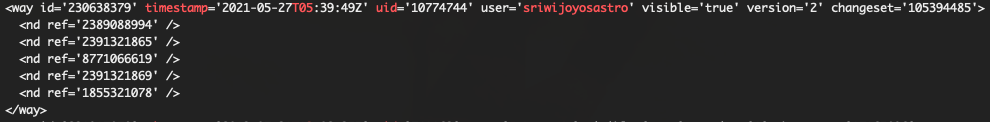 <way id='230638379' timestamp='2021-05-27T05:39:49Z' uid='10774744' user='sriwijoyosastro' visible='true' version='2' changeset='105394485'>
<nd ref='2389088994' />
<nd ref='2391321865' />
<nd ref='8771066619' />
<nd ref='2391321869' />
<nd ref='1855321078' />
</way>